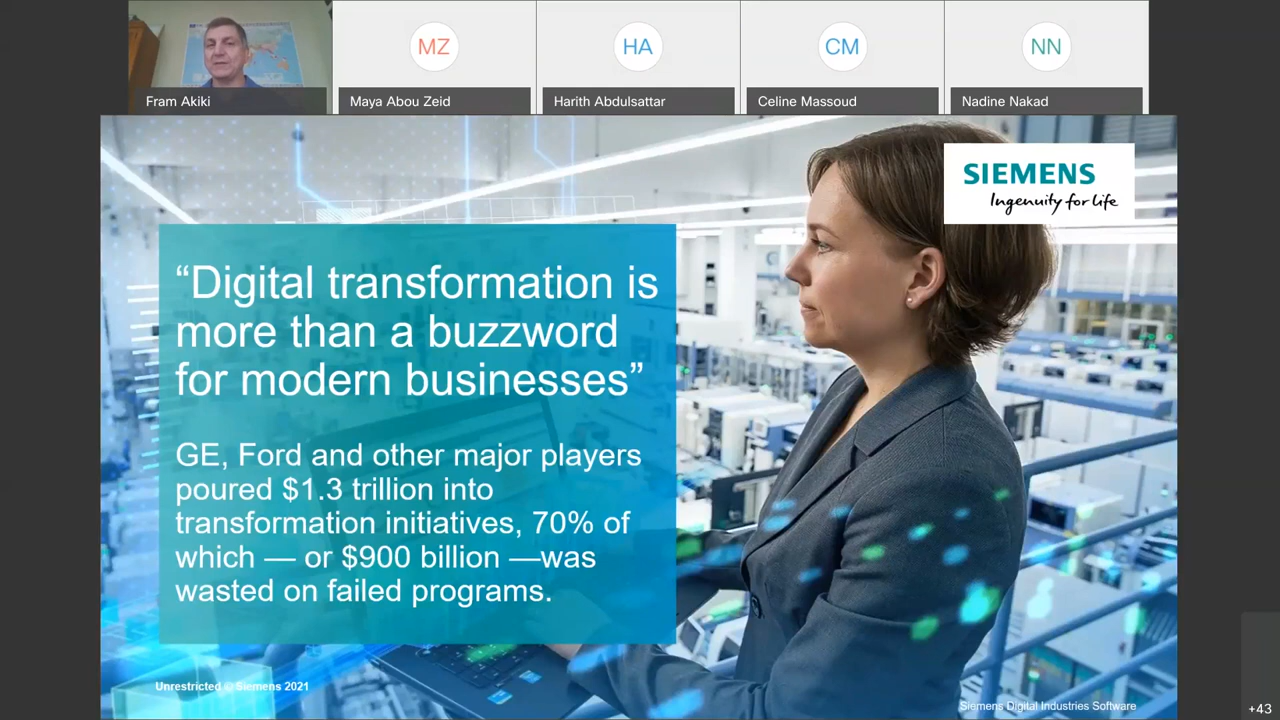 MZ
HA
CM
NN
Fram Akiki
Maya Abou Zeid
Harith Abdulsattar
Celine Massoud
Nadine Nakad
SIEMENS
Ingenuity for Life
“Digital transformation is
more than a buzzword
for modern businesses”
GE, Ford and other major players
poured $1.3 trillion into
transformation initiatives, 70% of
which — or $900 billion —was
wasted on failed programs.
Unrestricted © Siemens 2021
Siemens Digital Industries Software
+43